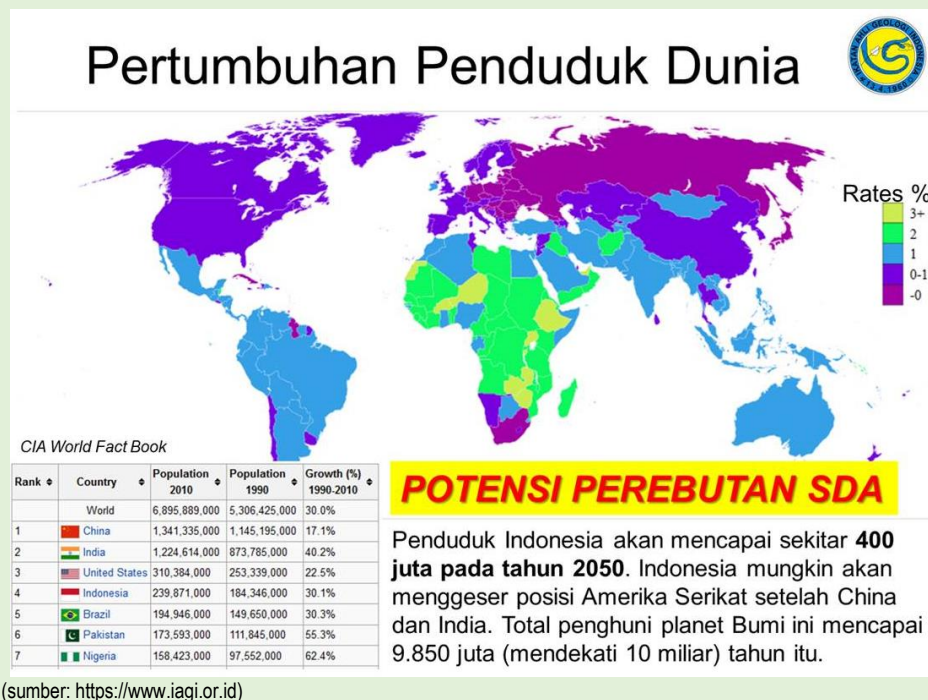 Pertumbuhan Penduduk Dunia
Rates %
3+
2
1
0-1
-0
CIA World Fact Book
Rank Country Population 2010 Population 1990 Growth (%) 1990-2010
World 6,895,889,000 5,306,425,000 30.0%
1 China 1,341,335,000 1,145,195,000 17.1%
2 India 1,224,614,000 873,785,000 40.2%
3 United States 310,384,000 253,339,000 22.5%
4 Indonesia 239,871,000 184,346,000 30.1%
5 Brazil 194,946,000 149,650,000 30.3%
6 Pakistan 173,593,000 111,845,000 55.3%
7 Nigeria 158,423,000 97,552,000 62.4%
POTENSI PEREBUTAN SDA
Penduduk Indonesia akan mencapai sekitar 400
juta pada tahun 2050. Indonesia mungkin akan
menggeser posisi Amerika Serikat setelah China
dan India. Total penghuni planet Bumi ini mencapai
9.850 juta (mendekati 10 miliar) tahun itu.
(sumber: https://www.iagi.or.id)